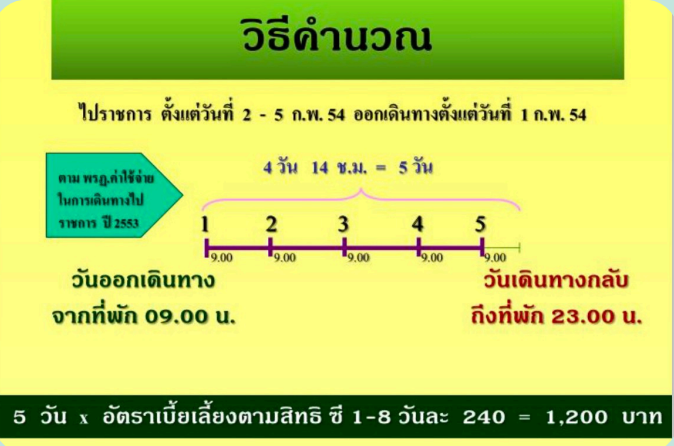 วิธีคำนวณ
ไปราชการ ตั้งแต่วันที่ 2 - 5 ก.พ. 54 ออกเดินทางตั้งแต่วันที่ 1 ก.พ. 54
ตาม พรฎ.ค่าใช้จ่าย
ในการเดินทางไป
ราชการ ปี 2553
4 วัน 14 ช.ม. = 5 วัน
1 2 3 4 5
9.00 9.00 9.00 9.00 9.00
วันออกเดินทาง
จากที่พัก 09.00 น.
วันเดินทางกลับ
ถึงที่พัก 23.00 น.
5 วัน x อัตราเบี้ยเลี้ยงตามสิทธิ ซี 1-8 วันละ 240 = 1,200 บาท